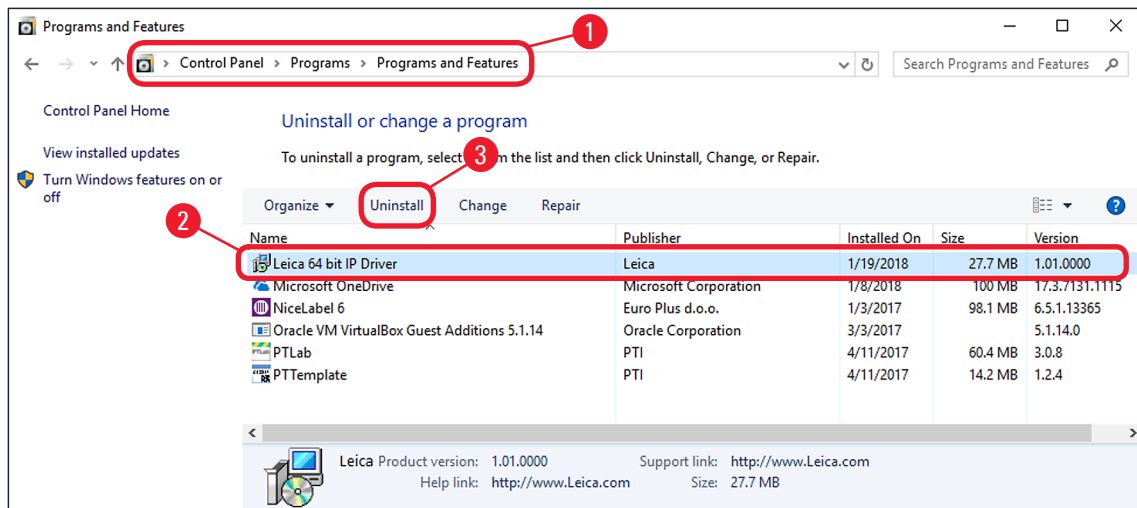 Programs and Features
1
Control Panel > Programs > Programs and Features
Search Programs and Features
Control Panel Home
View installed updates
Turn Windows features on or
off
Uninstall or change a program
To uninstall a program, select the list and then click Uninstall, Change, or Repair.
3
Organize Uninstall Change Repair
2
Name Publisher Installed On Size Version
Leica 64 bit IP Driver Leica 1/19/2018 27.7 MB 1.01.0000
Microsoft OneDrive Microsoft Corporation 1/8/2018 100 MB 17.3.7131.1115
NiceLabel 6 Euro Plus d.o.o. 1/3/2017 98.1 MB 6.5.1.13365
Oracle VM VirtualBox Guest Additions 5.1.14 Oracle Corporation 3/3/2017 5.1.14.0
PTLab PTI 4/11/2017 60.4 MB 3.0.8
PTTemplate PTI 4/11/2017 14.2 MB 1.2.4
Leica Product version: 1.01.0000 Support link: http://www.Leica.com
Help link: http://www.Leica.com Size: 27.7 MB